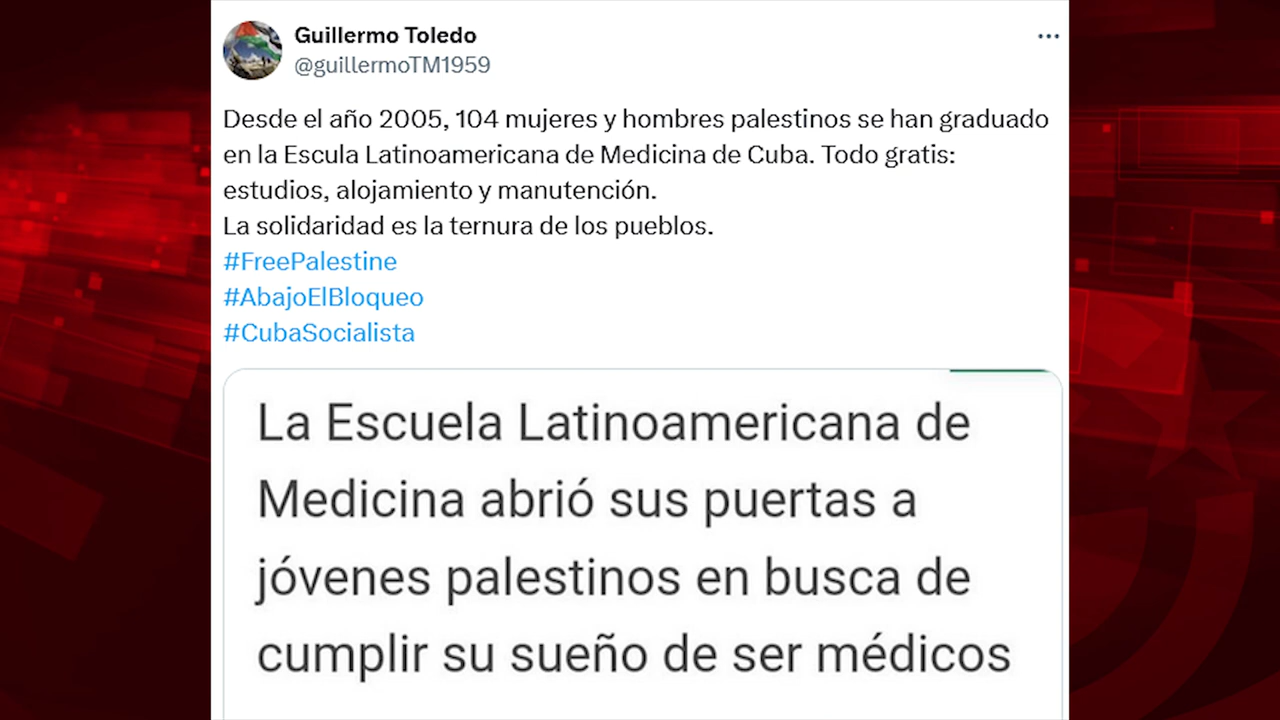 Guillermo Toledo
@guillermoTM1959
Desde el año 2005, 104 mujeres y hombres palestinos se han graduado
en la Escula Latinoamericana de Medicina de Cuba. Todo gratis:
estudios, alojamiento y manutención.
La solidaridad es la ternura de los pueblos.
#FreePalestine
#AbajoElBloqueo
#CubaSocialista
La Escuela Latinoamericana de
Medicina abrió sus puertas a
jóvenes palestinos en busca de
cumplir su sueño de ser médicos